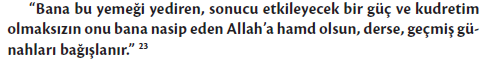 “Bana bu yemeği yediren, sonucu etkileyecek bir güç ve kudretim
olmaksızın onu bana nasip eden Allah’a hamd olsun, derse, geçmiş gü-
nahları bağışlanır.” 23